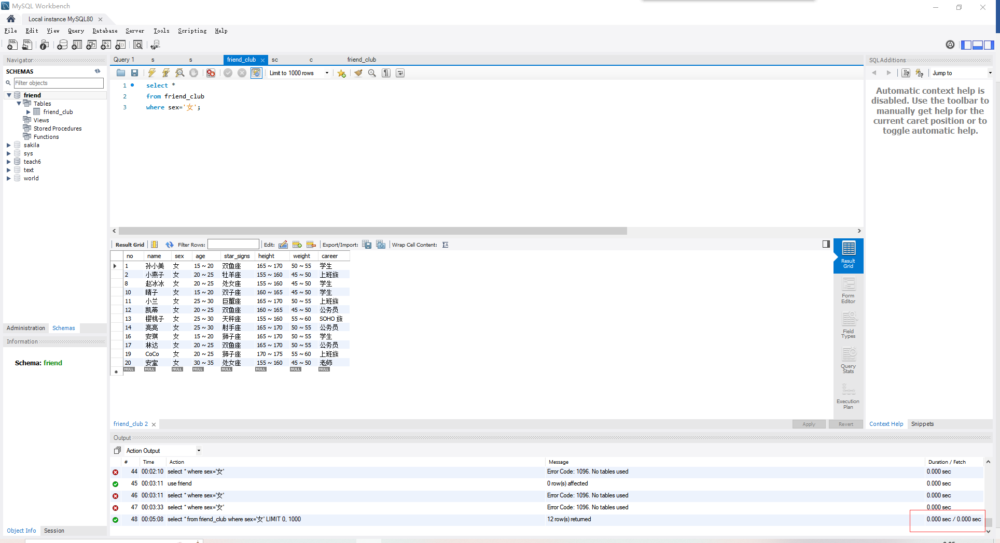 MySQL Workbench
Local instance MySQL80
File Edit View Query Database Server Tools Scripting Help
Navigator
SCHEMAS
Filter objects
friend
Tables
friend_club
Views
Stored Procedures
Functions
sakila
sys
teach6
text
world
Administration Schemas
Information
Schema: friend
Object Info Session
Query 1 s s friend_club sc c friend_club
Limit to 1000 rows
1 select *
2 from friend_club
3 where sex='女';
Result Grid Filter Rows: Edit: Export/Import: Wrap Cell Content:
no name sex age star_signs height weight career
1 孙小美 女 15 ~ 20 双鱼座 165 ~ 170 50 ~ 55 学生
2 小燕子 女 20 ~ 25 牡羊座 155 ~ 160 45 ~ 50 上班族
8 赵冰冰 女 20 ~ 25 处女座 155 ~ 160 45 ~ 50 学生
10 晴子 女 15 ~ 20 双子座 160 ~ 165 45 ~ 50 学生
11 小兰 女 25 ~ 30 巨蟹座 165 ~ 170 50 ~ 55 上班族
12 凯蒂 女 20 ~ 25 双鱼座 160 ~ 165 45 ~ 50 公务员
13 樱桃子 女 25 ~ 30 天秤座 155 ~ 160 55 ~ 60 SOHO 族
14 亮亮 女 25 ~ 30 射手座 165 ~ 170 50 ~ 55 公务员
16 安琪 女 15 ~ 20 狮子座 165 ~ 170 50 ~ 55 学生
17 林达 女 20 ~ 25 双鱼座 165 ~ 170 50 ~ 55 公务员
19 CoCo 女 20 ~ 25 狮子座 170 ~ 175 55 ~ 60 上班族
20 安室 女 30 ~ 35 处女座 155 ~ 160 45 ~ 50 老师
NULL NULL NULL NULL NULL NULL NULL NULL
Result
Grid
Form
Editor
Field
Types
Query
Stats
Execution
Plan
friend_club 2
Apply Revert
SQLAdditions
Jump to
Automatic context help is
disabled. Use the toolbar to
manually get help for the
current caret position or to
toggle automatic help.
Context Help Snippets
Output
Action Output
# Time Action Message Duration / Fetch
44 00:02:10 select * where sex='女' Error Code: 1096. No tables used 0.000 sec
45 00:03:11 use friend 0 row(s) affected 0.000 sec
46 00:03:11 select * where sex='女' Error Code: 1096. No tables used 0.000 sec
47 00:03:33 select * where sex='女' Error Code: 1096. No tables used 0.000 sec
48 00:05:08 select * from friend_club where sex='女' LIMIT 0, 1000 12 row(s) returned 0.000 sec / 0.000 sec